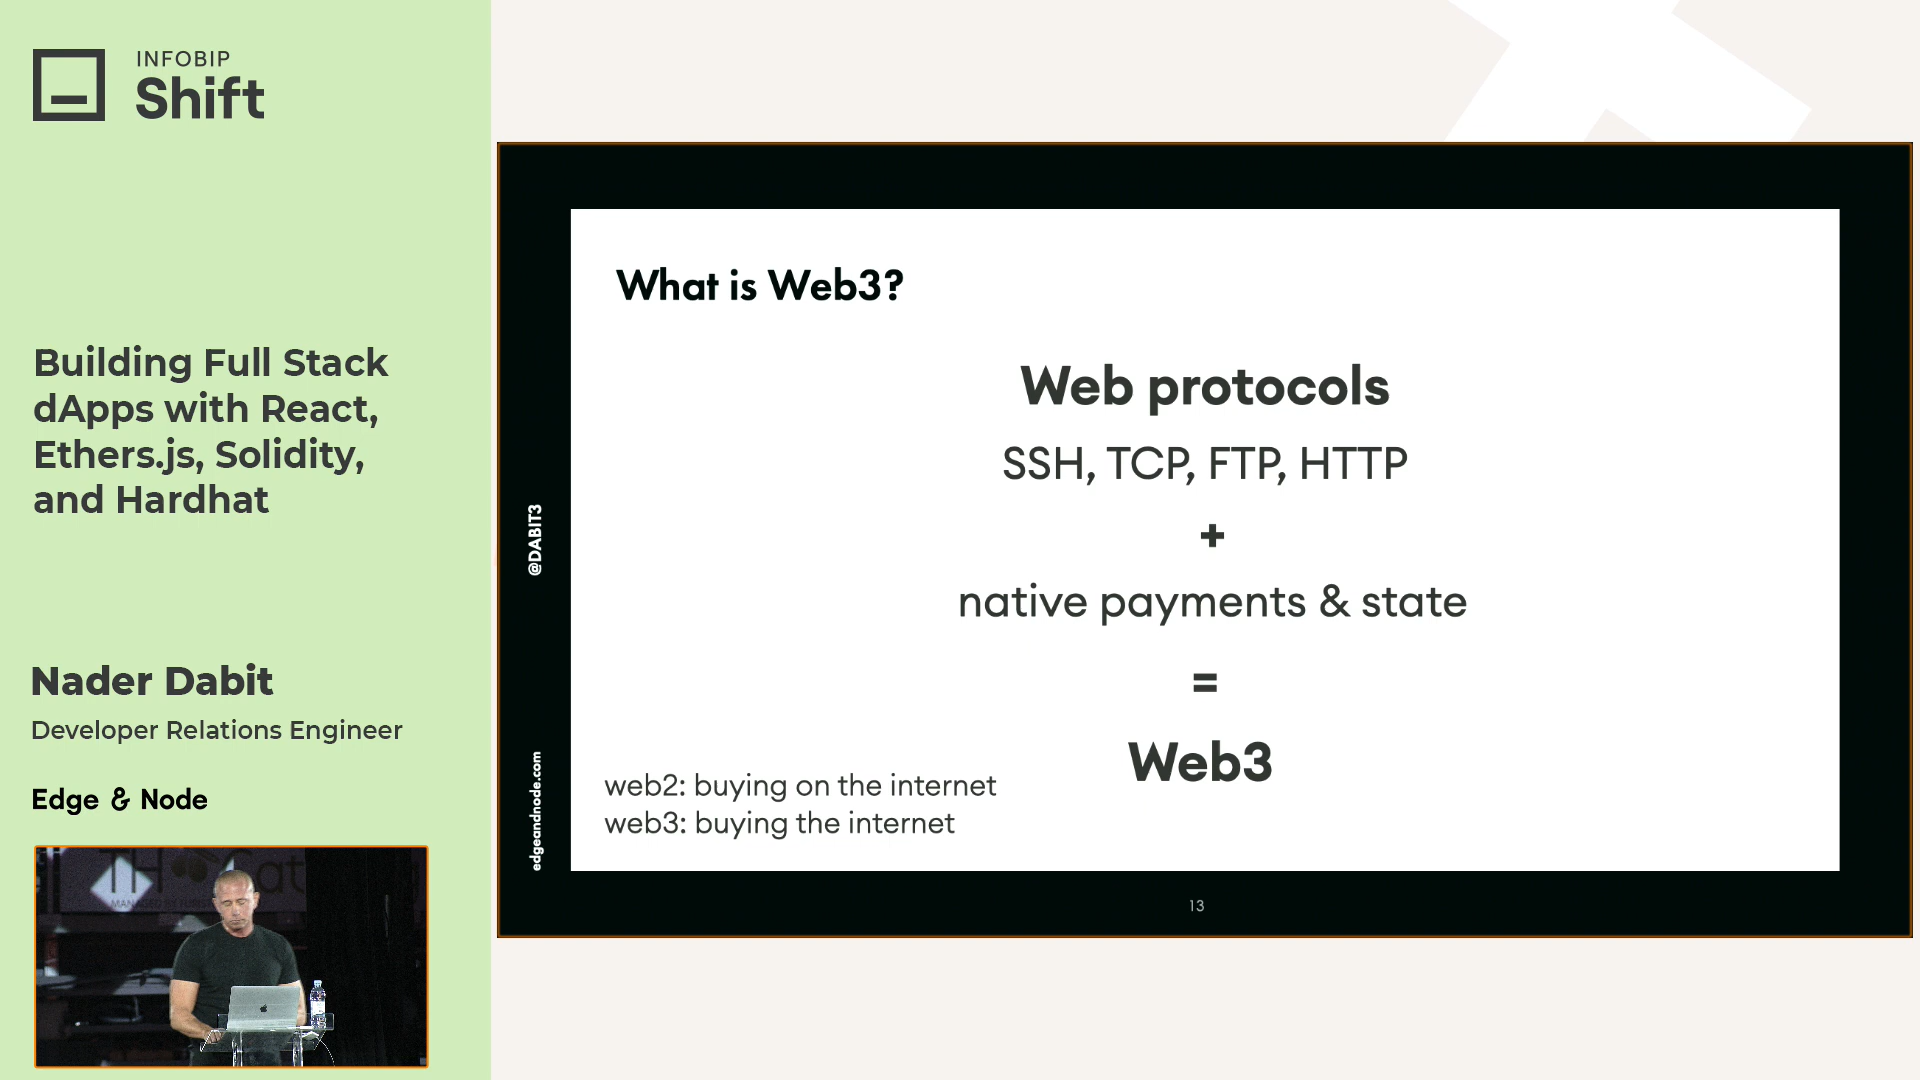 INFOBIP
Shift
Building Full Stack
dApps with React,
Ethers.js, Solidity,
and Hardhat
Nader Dabit
Developer Relations Engineer
Edge & Node
@DABIT3
edgeandnode.com
What is Web3?
Web protocols
SSH, TCP, FTP, HTTP
+
native payments & state
=
Web3
web2: buying on the internet
web3: buying the internet
13